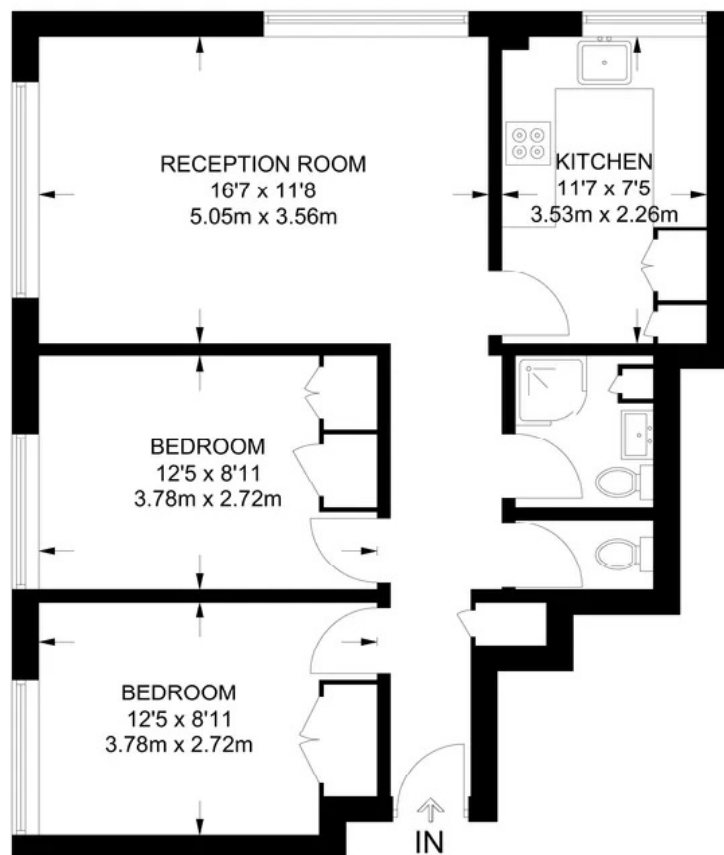 RECEPTION ROOM
16'7 x 11'8
5.05m x 3.56m
KITCHEN
11'7 x 7'5
3.53m x 2.26m
BEDROOM
12'5 x 8'11
3.78m x 2.72m
BEDROOM
12'5 x 8'11
3.78m x 2.72m
IN